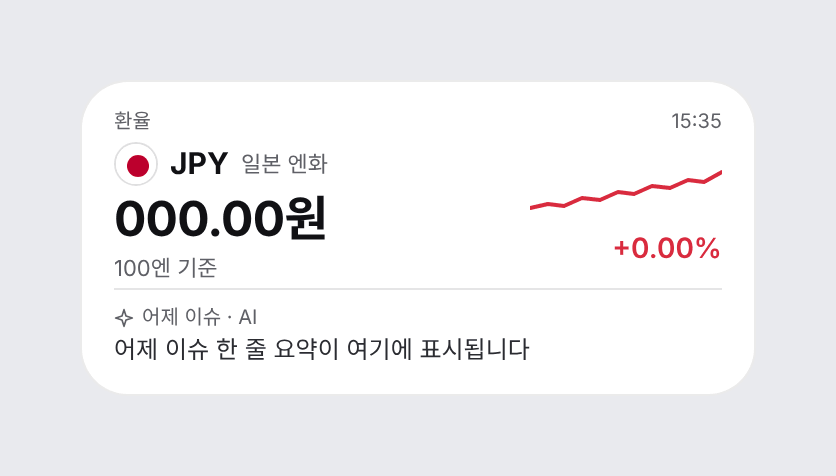 환율
15:35
JPY 일본 엔화
000.00원
+0.00%
100엔 기준
어제 이슈 · AI
어제 이슈 한 줄 요약이 여기에 표시됩니다